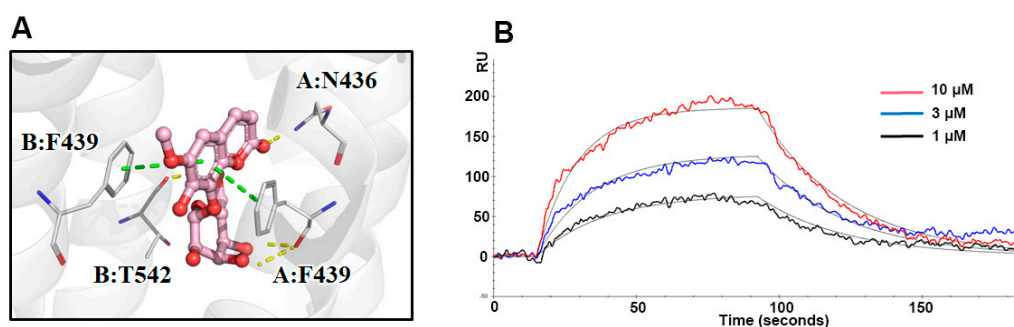 A
A:N436
B:F439
B:T542
A:F439
B
RU
200
150
100
50
0
-50
0
50
100
150
Time (seconds)
10 µM
3 µM
1 µM